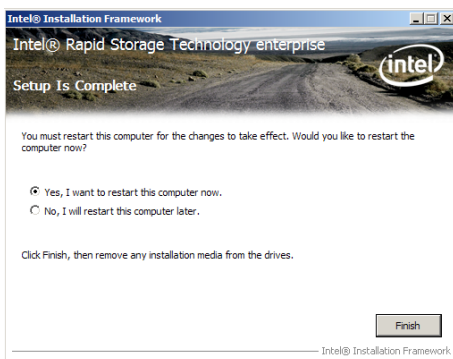 Intel® Installation Framework
Intel® Rapid Storage Technology enterprise
intel
Setup Is Complete
You must restart this computer for the changes to take effect. Would you like to restart the
computer now?
Yes, I want to restart this computer now.
No, I will restart this computer later.
Click Finish, then remove any installation media from the drives.
Finish
Intel® Installation Framework